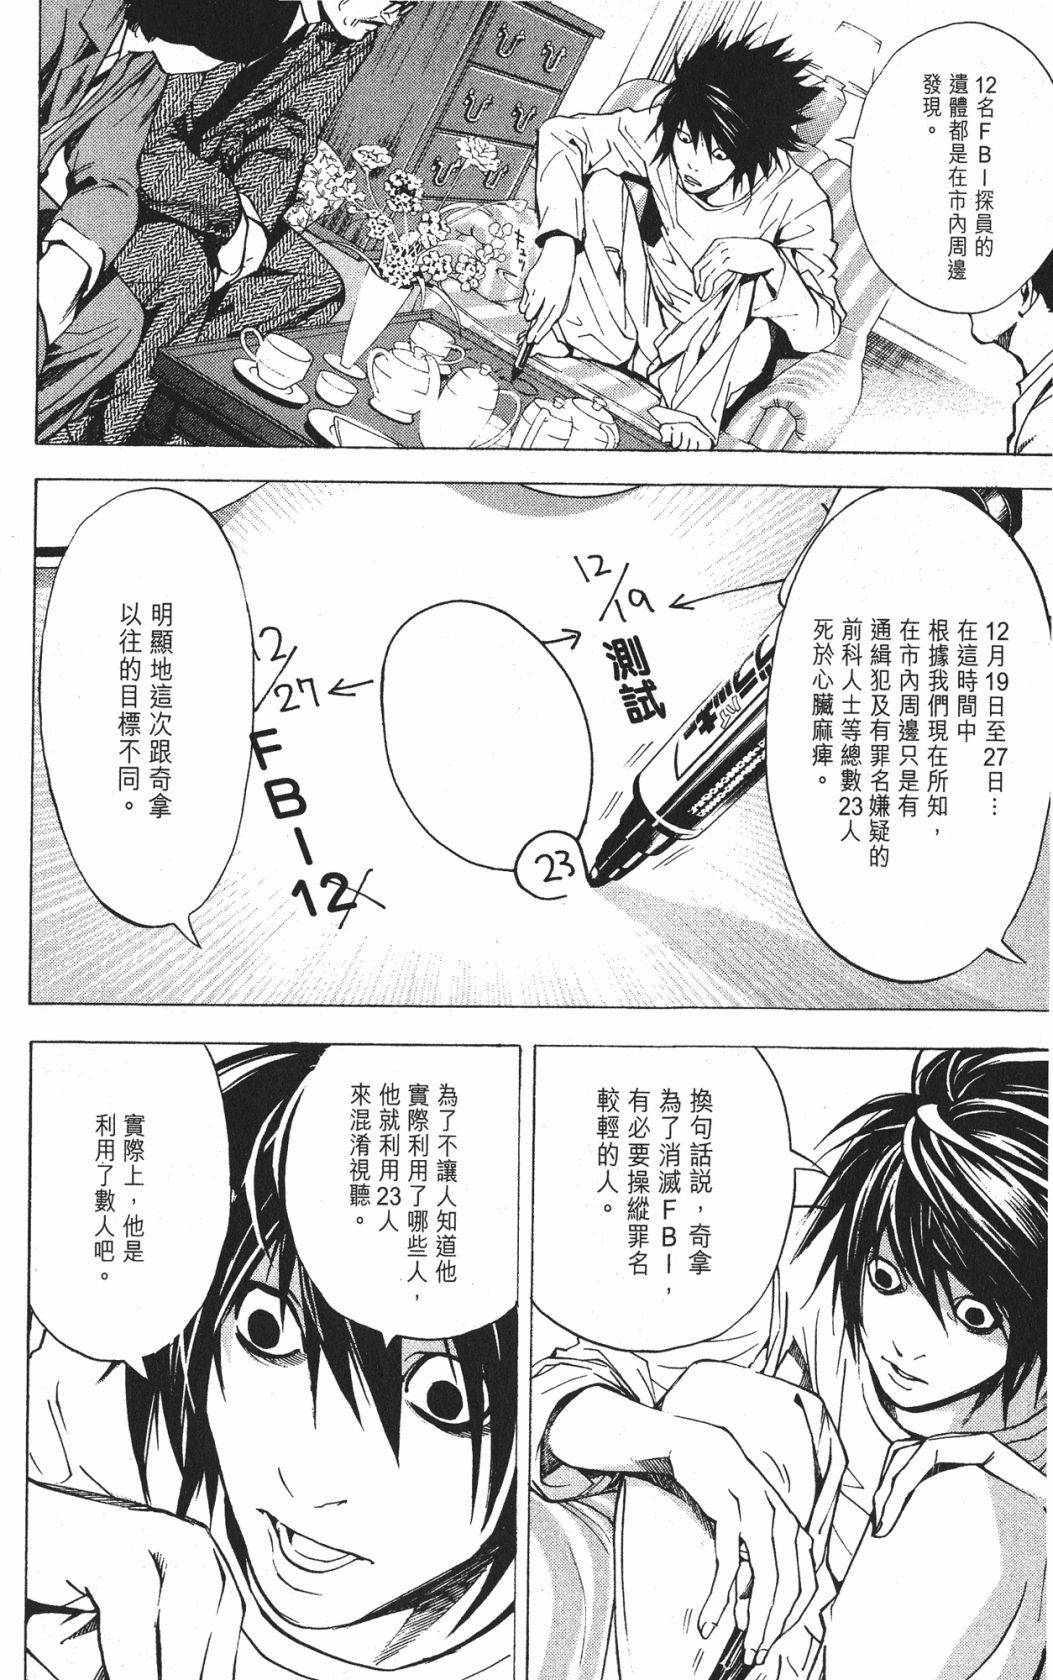 12名FBI探員的
遺體都是在市內周邊
發現。
12月19日至27日…
在這時間中
根據我們現在所知，
在市內周邊只是有
通緝犯及有罪名嫌疑的
前科人士等總數23人
死於心臟麻痺。
12/19
測試
12/27
FBI
12人
23
明顯地這次跟奇拿
以往的目標不同。
換句話說，奇拿
為了消滅FBI，
有必要操縱罪名
較輕的人。
為了不讓人知道他
實際利用了哪些人，
他就利用23人
來混淆視聽。
實際上，他是
利用了數人吧。